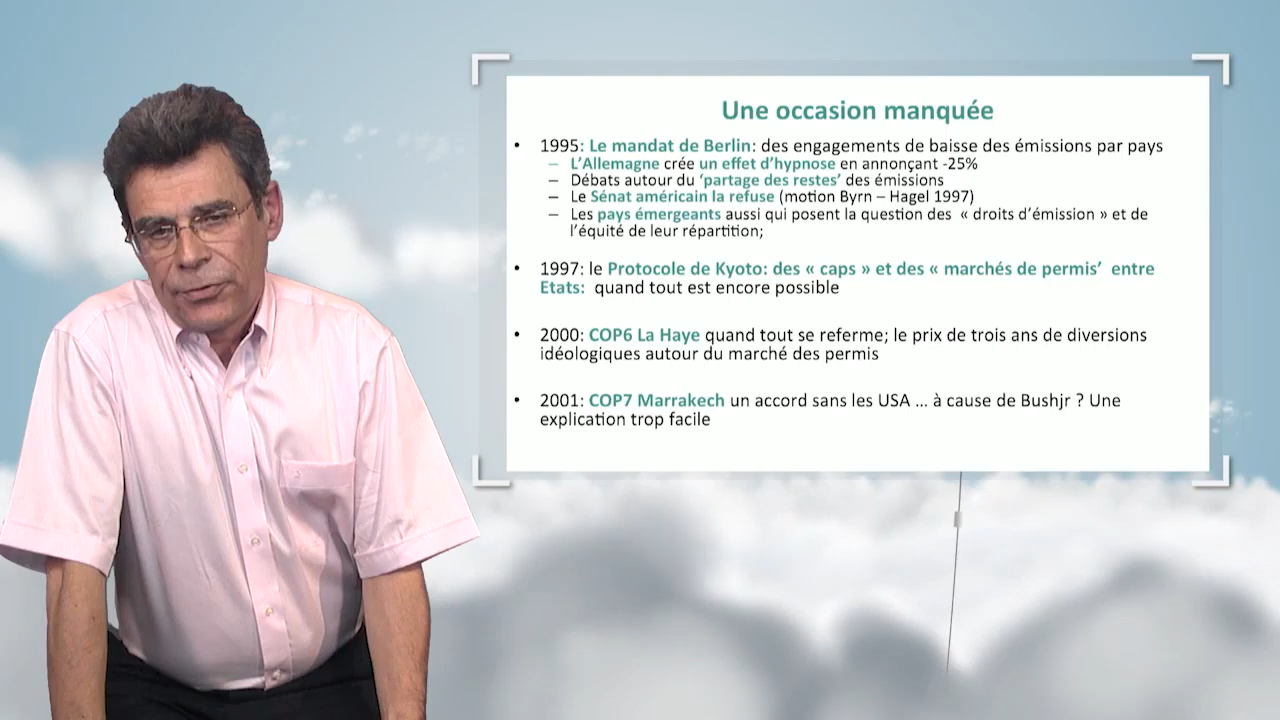 Une occasion manquée
• 1995: Le mandat de Berlin: des engagements de baisse des émissions par pays
– L’Allemagne crée un effet d’hypnose en annonçant -25%
– Débats autour du ‘partage des restes’ des émissions
– Le Sénat américain la refuse (motion Byrn – Hagel 1997)
– Les pays émergeants aussi qui posent la question des « droits d’émission » et de
l’équité de leur répartition;
• 1997: le Protocole de Kyoto: des « caps » et des « marchés de permis’ entre
Etats: quand tout est encore possible
• 2000: COP6 La Haye quand tout se referme; le prix de trois ans de diversions
idéologiques autour du marché des permis
• 2001: COP7 Marrakech un accord sans les USA … à cause de Bushjr ? Une
explication trop facile